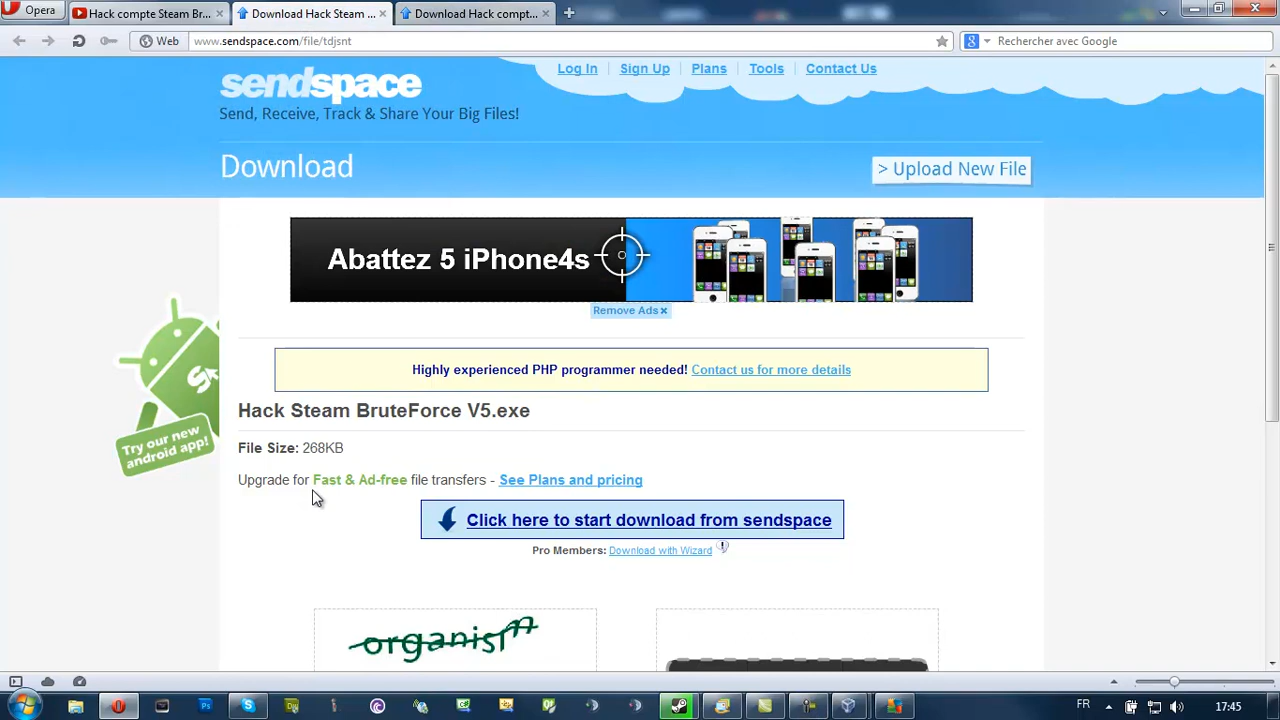 Opera
Hack compte Steam Br...
Download Hack Steam ...
Download Hack compt...
Web
www.sendspace.com/file/tdjsnt
Rechercher avec Google
sendspace
Log In
Sign Up
Plans
Tools
Contact Us
Send, Receive, Track & Share Your Big Files!
Download
> Upload New File
Abattez 5 iPhone4s
Remove Ads x
Highly experienced PHP programmer needed! Contact us for more details
Hack Steam BruteForce V5.exe
File Size: 268KB
Try our new
android app!
Upgrade for Fast & Ad-free file transfers - See Plans and pricing
Click here to start download from sendspace
Pro Members: Download with Wizard
FR
17:45